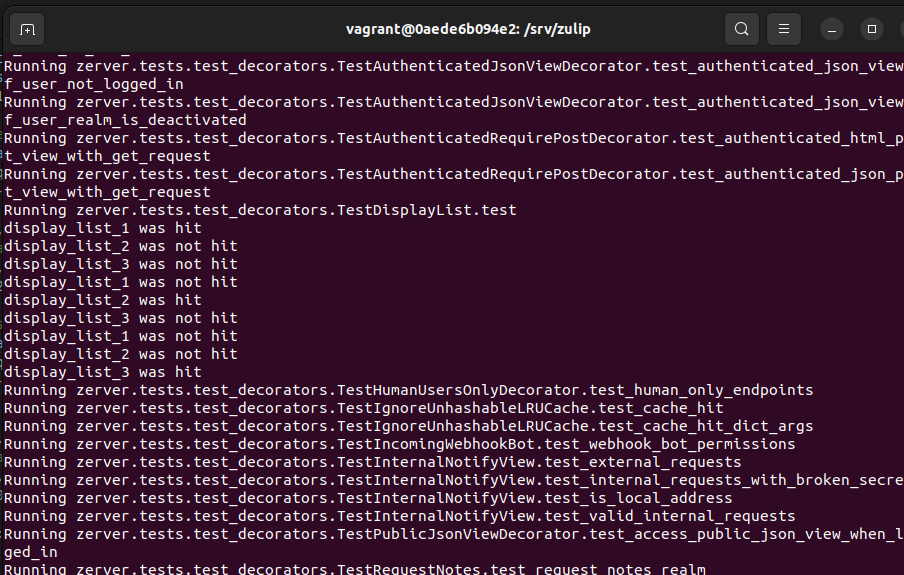 vagrant@0aede6b094e2: /srv/zulip
Running zerver.tests.test_decorators.TestAuthenticatedJsonViewDecorator.test_authenticated_json_view
f_user_not_logged_in
Running zerver.tests.test_decorators.TestAuthenticatedJsonViewDecorator.test_authenticated_json_view
f_user_realm_is_deactivated
Running zerver.tests.test_decorators.TestAuthenticatedRequirePostDecorator.test_authenticated_html_p
t_view_with_get_request
Running zerver.tests.test_decorators.TestAuthenticatedRequirePostDecorator.test_authenticated_json_p
t_view_with_get_request
Running zerver.tests.test_decorators.TestDisplayList.test
display_list_1 was hit
display_list_2 was not hit
display_list_3 was not hit
display_list_1 was not hit
display_list_2 was hit
display_list_3 was not hit
display_list_1 was not hit
display_list_2 was not hit
display_list_3 was hit
Running zerver.tests.test_decorators.TestHumanUsersOnlyDecorator.test_human_only_endpoints
Running zerver.tests.test_decorators.TestIgnoreUnhashableLRUCache.test_cache_hit
Running zerver.tests.test_decorators.TestIgnoreUnhashableLRUCache.test_cache_hit_dict_args
Running zerver.tests.test_decorators.TestIncomingWebhookBot.test_webhook_bot_permissions
Running zerver.tests.test_decorators.TestInternalNotifyView.test_external_requests
Running zerver.tests.test_decorators.TestInternalNotifyView.test_internal_requests_with_broken_secre
Running zerver.tests.test_decorators.TestInternalNotifyView.test_is_local_address
Running zerver.tests.test_decorators.TestInternalNotifyView.test_valid_internal_requests
Running zerver.tests.test_decorators.TestPublicJsonViewDecorator.test_access_public_json_view_when_l
ged_in
Running zerver.tests.test_decorators.TestRequestNotes.test_request_notes_realm